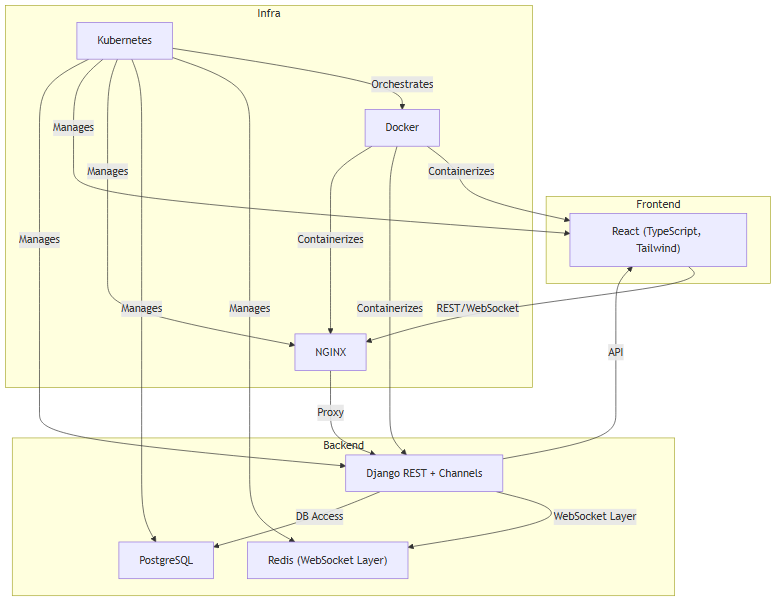 Infra
Kubernetes
Orchestrates
Docker
Manages
Manages
Containerizes
Frontend
React (TypeScript,
Tailwind)
Manages
Containerizes
Manages
Manages
Containerizes
REST/WebSocket
NGINX
API
Proxy
Backend
Django REST + Channels
DB Access
WebSocket Layer
PostgreSQL
Redis (WebSocket Layer)